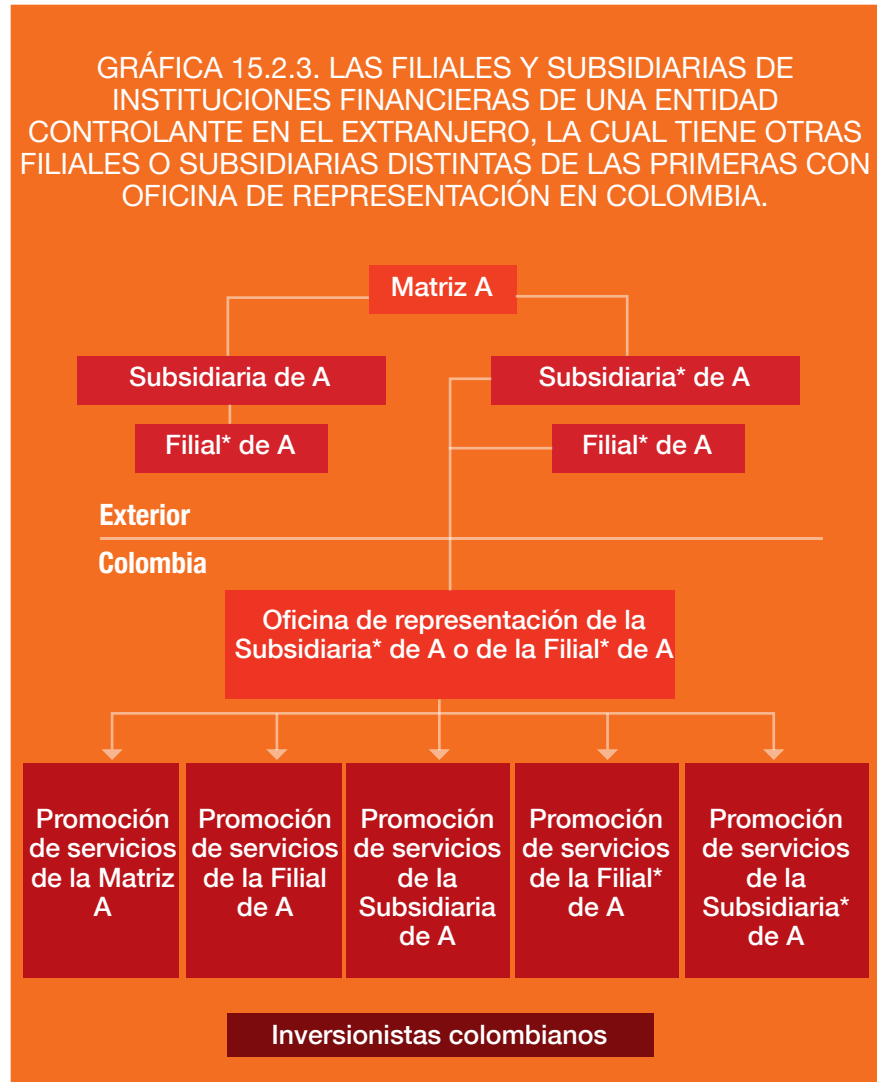 GRÁFICA 15.2.3. LAS FILIALES Y SUBSIDIARIAS DE
INSTITUCIONES FINANCIERAS DE UNA ENTIDAD
CONTROLANTE EN EL EXTRANJERO, LA CUAL TIENE OTRAS
FILIALES O SUBSIDIARIAS DISTINTAS DE LAS PRIMERAS CON
OFICINA DE REPRESENTACIÓN EN COLOMBIA.
Matriz A
Subsidiaria de A
Subsidiaria* de A
Filial* de A
Filial* de A
Exterior
Colombia
Oficina de representación de la
Subsidiaria* de A o de la Filial* de A
Promoción
de servicios
de la Matriz
A
Promoción
de servicios
de la Filial
de A
Promoción
de servicios
de la
Subsidiaria
de A
Promoción
de servicios
de la Filial*
de A
Promoción
de servicios
de la
Subsidiaria*
de A
Inversionistas colombianos